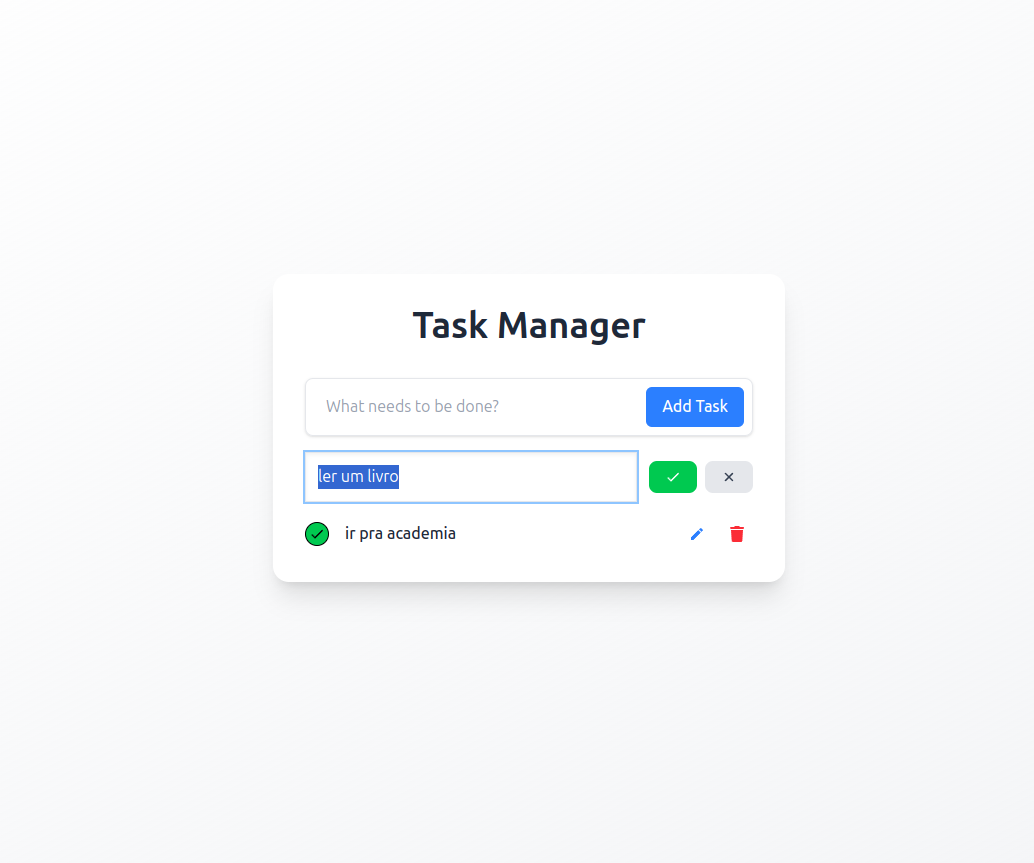 Task Manager
What needs to be done?
Add Task
ler um livro
ir pra academia